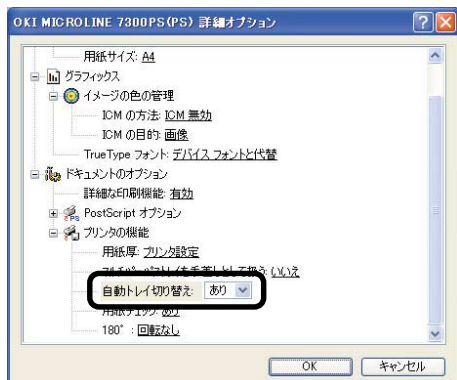 OKI MICROLINE 7300PS(PS) 詳細オプション
用紙サイズ: A4
グラフィックス
イメージの色の管理
ICM の方法: ICM 無効
ICM の目的: 画像
TrueType フォント: デバイス フォントと代替
ドキュメントのオプション
詳細な印刷機能: 有効
PostScript オプション
プリンタの機能
用紙厚: プリンタ設定
いいえ
自動トレイ切り替え: あり
用紙チェック: あり
180° : 回転なし
OK
キャンセル